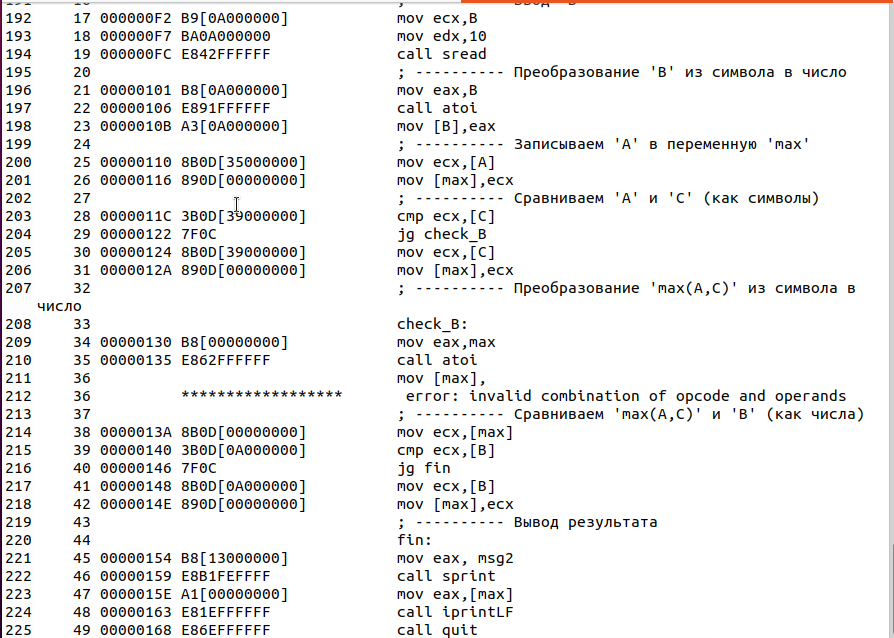 192 17 000000F2 B9[0A000000] mov ecx,B
193 18 000000F7 BA0A000000 mov edx,10
194 19 000000FC E842FFFFFF call sread
195 20 ; ---------- Преобразование 'B' из символа в число
196 21 00000101 B8[0A000000] mov eax,B
197 22 00000106 E891FFFFFF call atoi
198 23 0000010B A3[0A000000] mov [B],eax
199 24 ; ---------- Записываем 'A' в переменную 'max'
200 25 00000110 8B0D[35000000] mov ecx,[A]
201 26 00000116 890D[00000000] mov [max],ecx
202 27 ; ---------- Сравниваем 'A' и 'С' (как символы)
203 28 0000011C 3B0D[39000000] cmp ecx,[C]
204 29 00000122 7F0C jg check_B
205 30 00000124 8B0D[39000000] mov ecx,[C]
206 31 0000012A 890D[00000000] mov [max],ecx
207 32 ; ---------- Преобразование 'max(A,C)' из символа в
число
208 33 check_B:
209 34 00000130 B8[00000000] mov eax,max
210 35 00000135 E862FFFFFF call atoi
211 36 mov [max],
212 36 ****************** error: invalid combination of opcode and operands
213 37 ; ---------- Сравниваем 'max(A,C)' и 'B' (как числа)
214 38 0000013A 8B0D[00000000] mov ecx,[max]
215 39 00000140 3B0D[0A000000] cmp ecx,[B]
216 40 00000146 7F0C jg fin
217 41 00000148 8B0D[0A000000] mov ecx,[B]
218 42 0000014E 890D[00000000] mov [max],ecx
219 43 ; ---------- Вывод результата
220 44 fin:
221 45 00000154 B8[13000000] mov eax, msg2
222 46 00000159 E8B1FEFFFF call sprint
223 47 0000015E A1[00000000] mov eax,[max]
224 48 00000163 E81EFFFFFF call iprintLF
225 49 00000168 E86EFFFFFF call quit